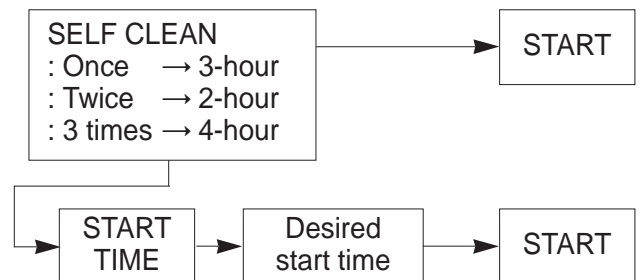 SELF CLEAN
: Once → 3-hour
: Twice → 2-hour
: 3 times → 4-hour
START
START
TIME
Desired
start time
START